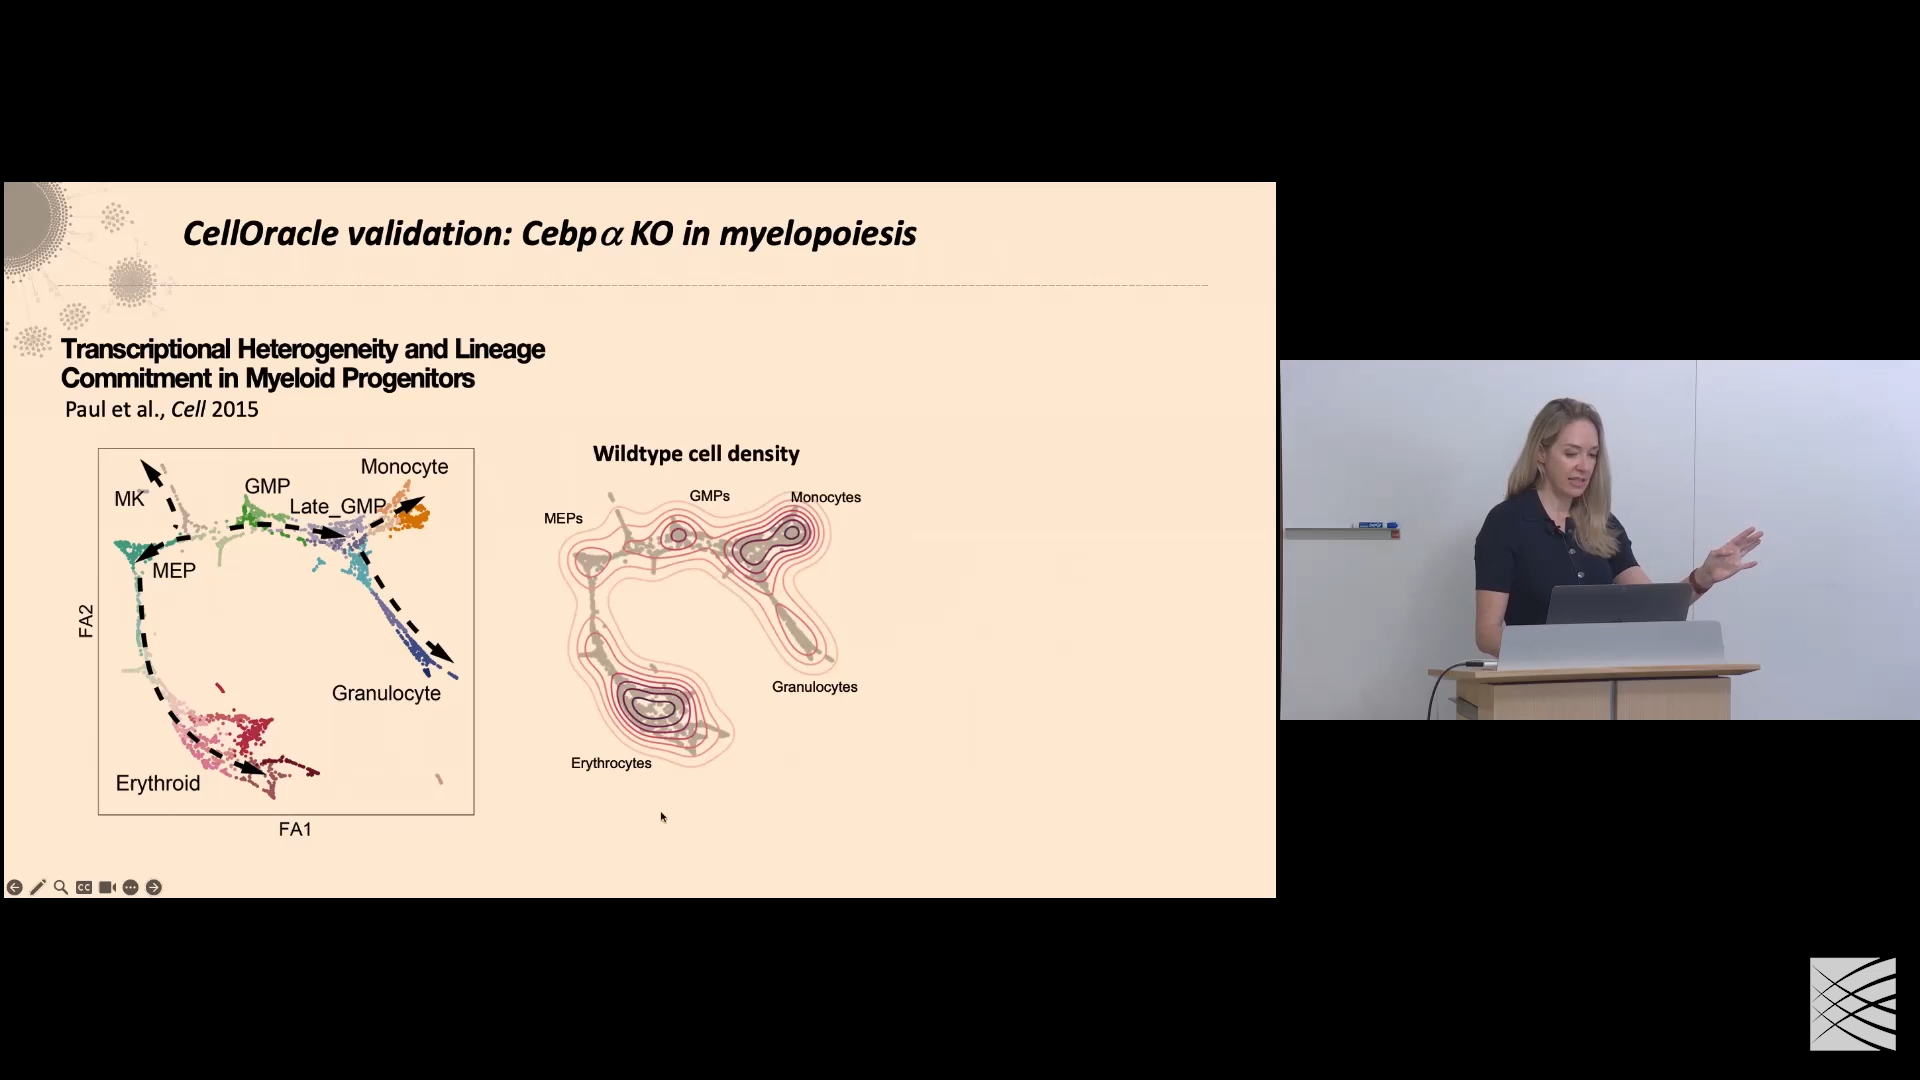 CellOracle validation: Cebpα KO in myelopoiesis
Transcriptional Heterogeneity and Lineage
Commitment in Myeloid Progenitors
Paul et al., Cell 2015
Monocyte
GMP
MK
Late_GMP
MEP
FA2
Granulocyte
Erythroid
FA1
Wildtype cell density
GMPs
Monocytes
MEPs
Granulocytes
Erythrocytes
CC